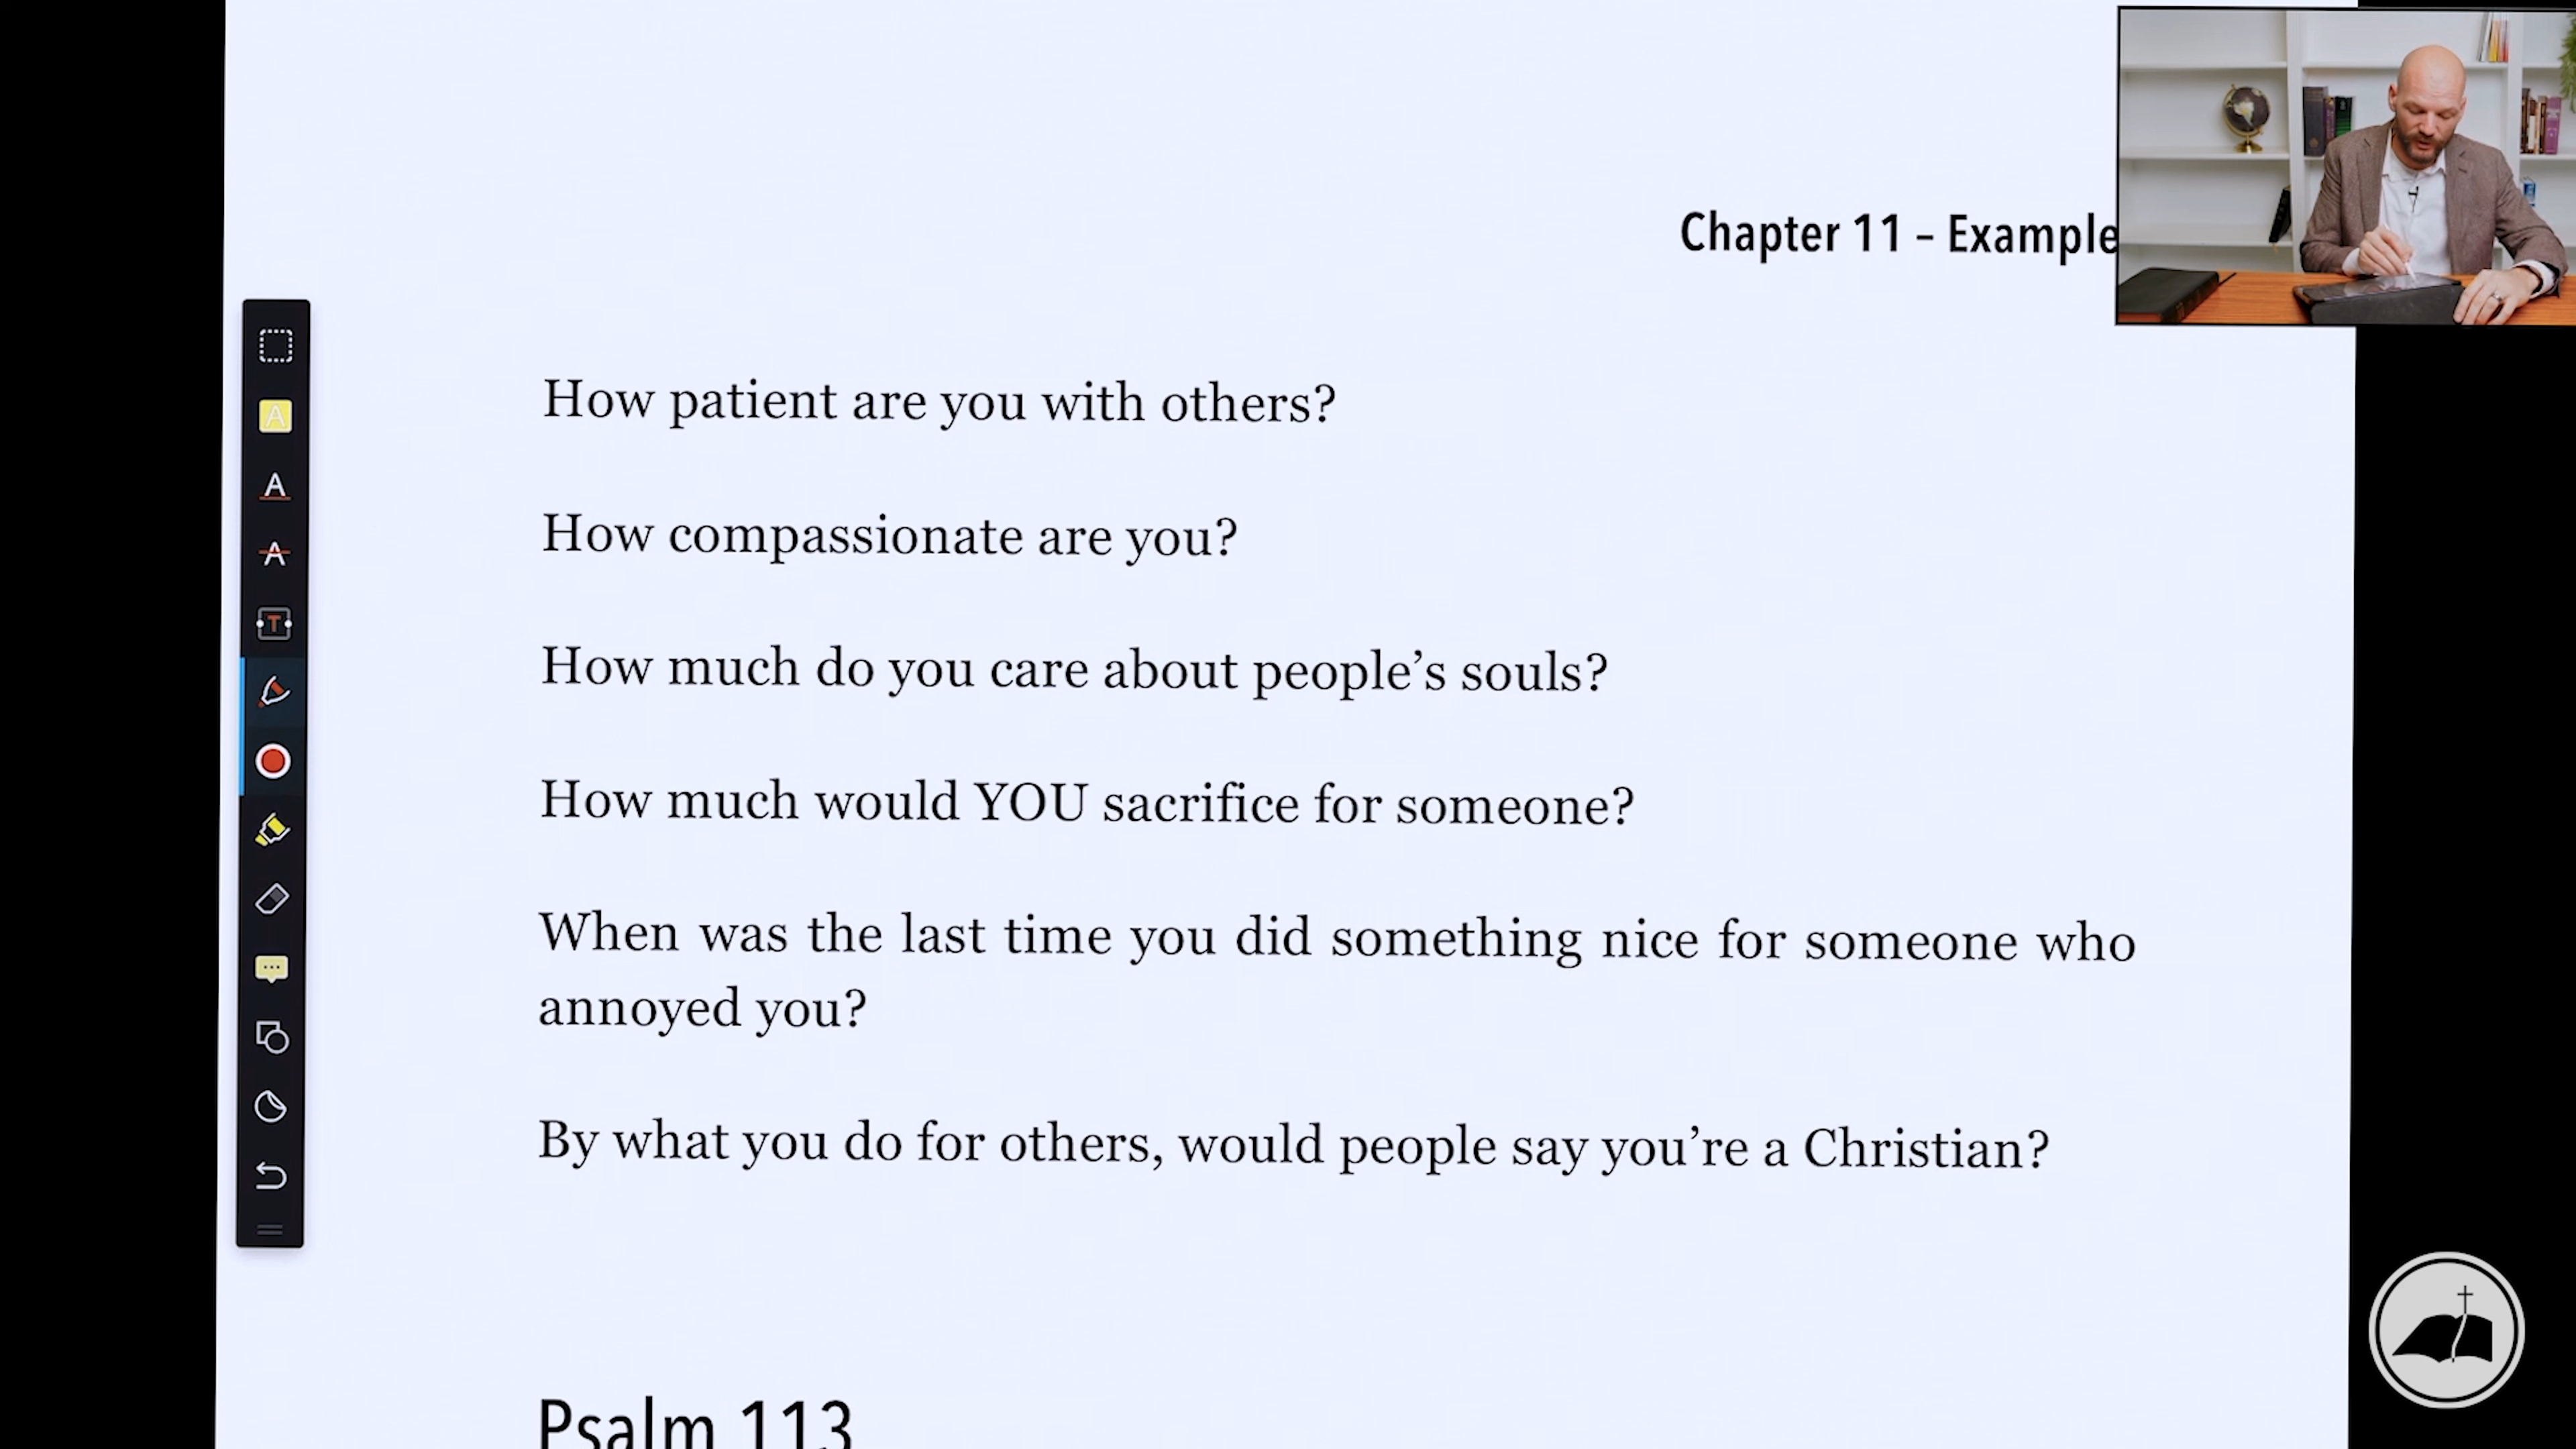 Chapter 11 – Example
How patient are you with others?
How compassionate are you?
How much do you care about people’s souls?
How much would YOU sacrifice for someone?
When was the last time you did something nice for someone who
annoyed you?
By what you do for others, would people say you’re a Christian?
Psalm 113